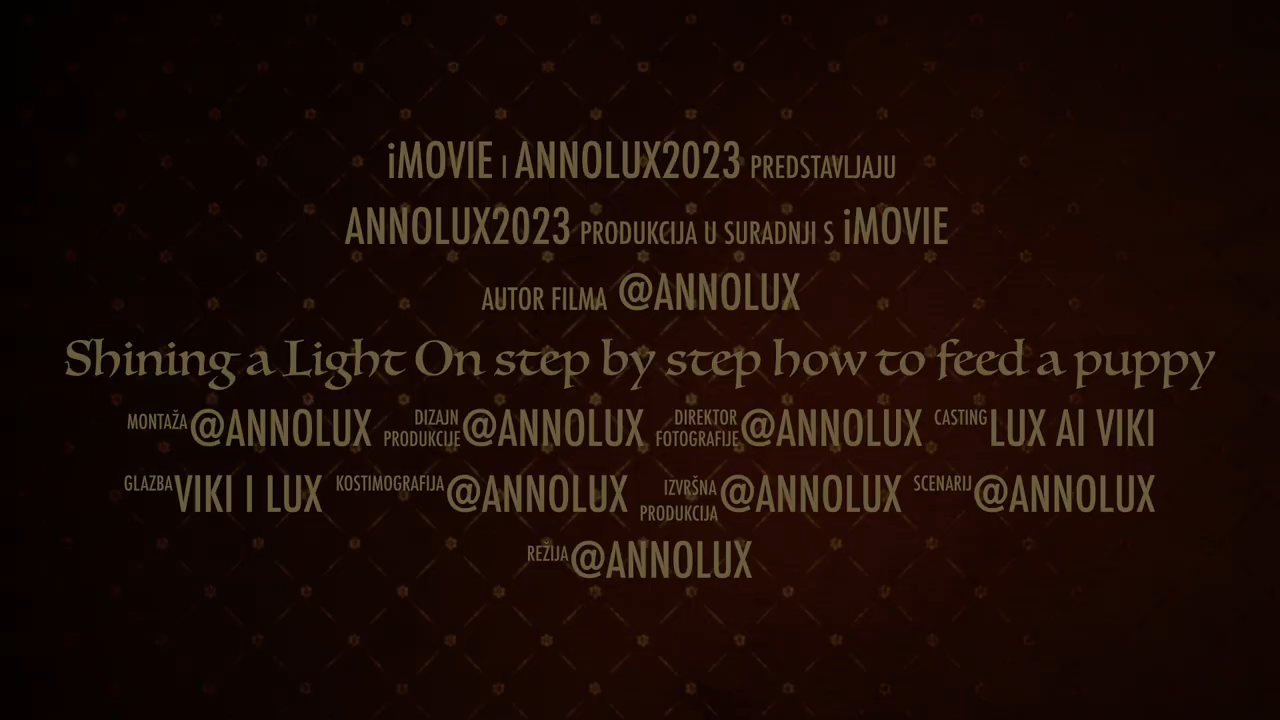 iMOVIE I ANNOLUX2023 PREDSTAVLJAJU
ANNOLUX2023 PRODUKCIJA U SURADNJI S iMOVIE
AUTOR FILMA @ANNOLUX
Shining a Light On step by step how to feed a puppy
MONTAŽA @ANNOLUX DIZAJN PRODUKCIJE @ANNOLUX DIREKTOR FOTOGRAFIJE @ANNOLUX CASTING LUX AI VIKI
GLAZBA VIKI I LUX KOSTIMOGRAFIJA @ANNOLUX IZVRŠNA PRODUKCIJA @ANNOLUX SCENARIJ @ANNOLUX
REŽIJA @ANNOLUX